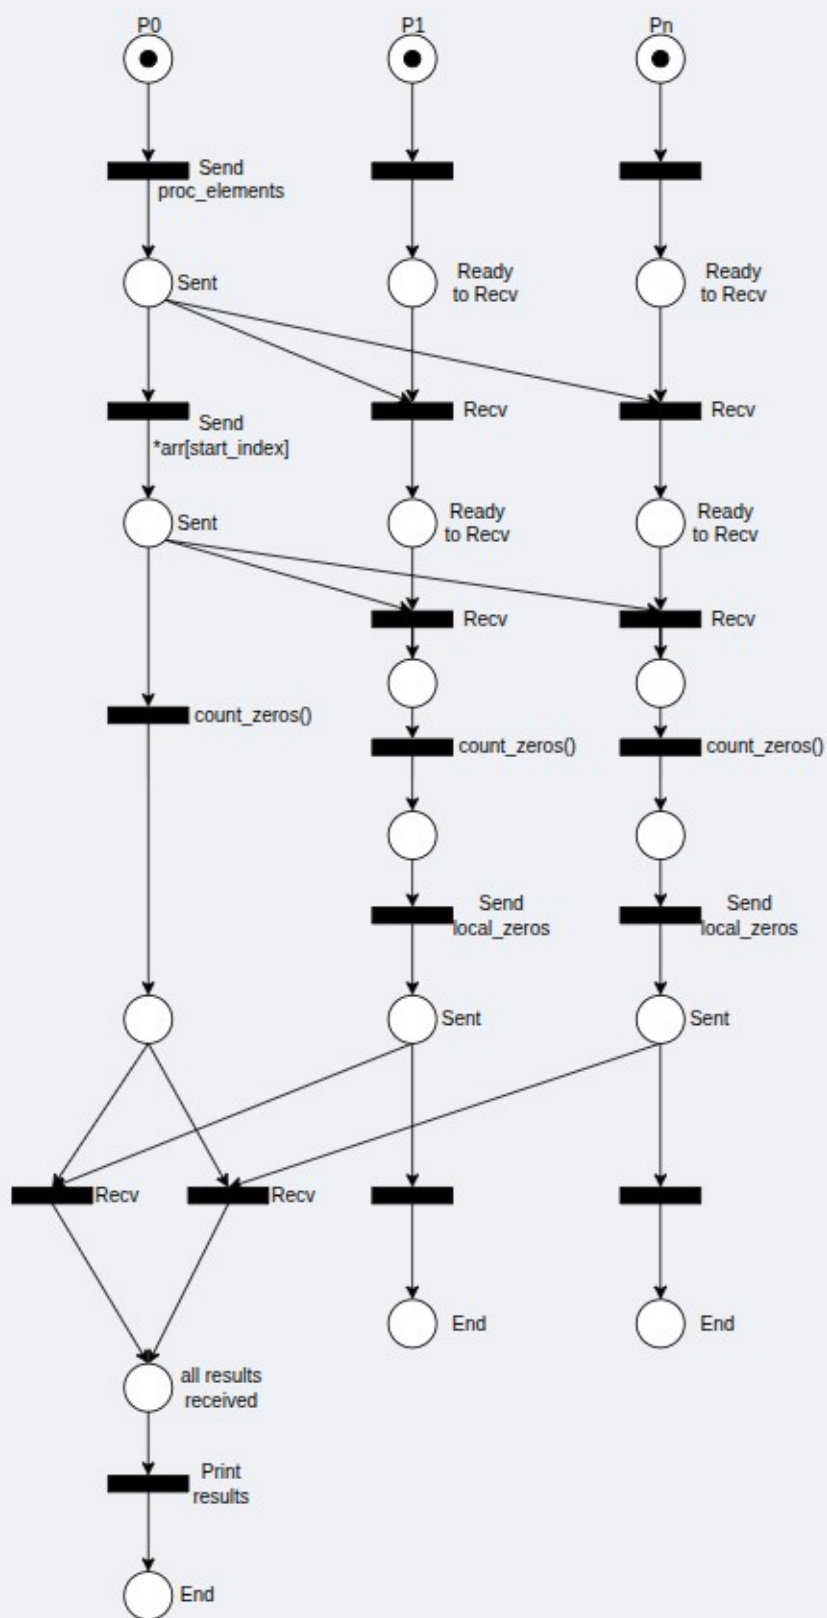 P0
P1
Pn
Send
proc_elements
Sent
Ready
to Recv
Ready
to Recv
Recv
Recv
Send
*arr[start_index]
Sent
Ready
to Recv
Ready
to Recv
Recv
Recv
count_zeros()
count_zeros()
count_zeros()
Send
local_zeros
Send
local_zeros
Sent
Sent
Recv
Recv
End
End
all results
received
Print
results
End